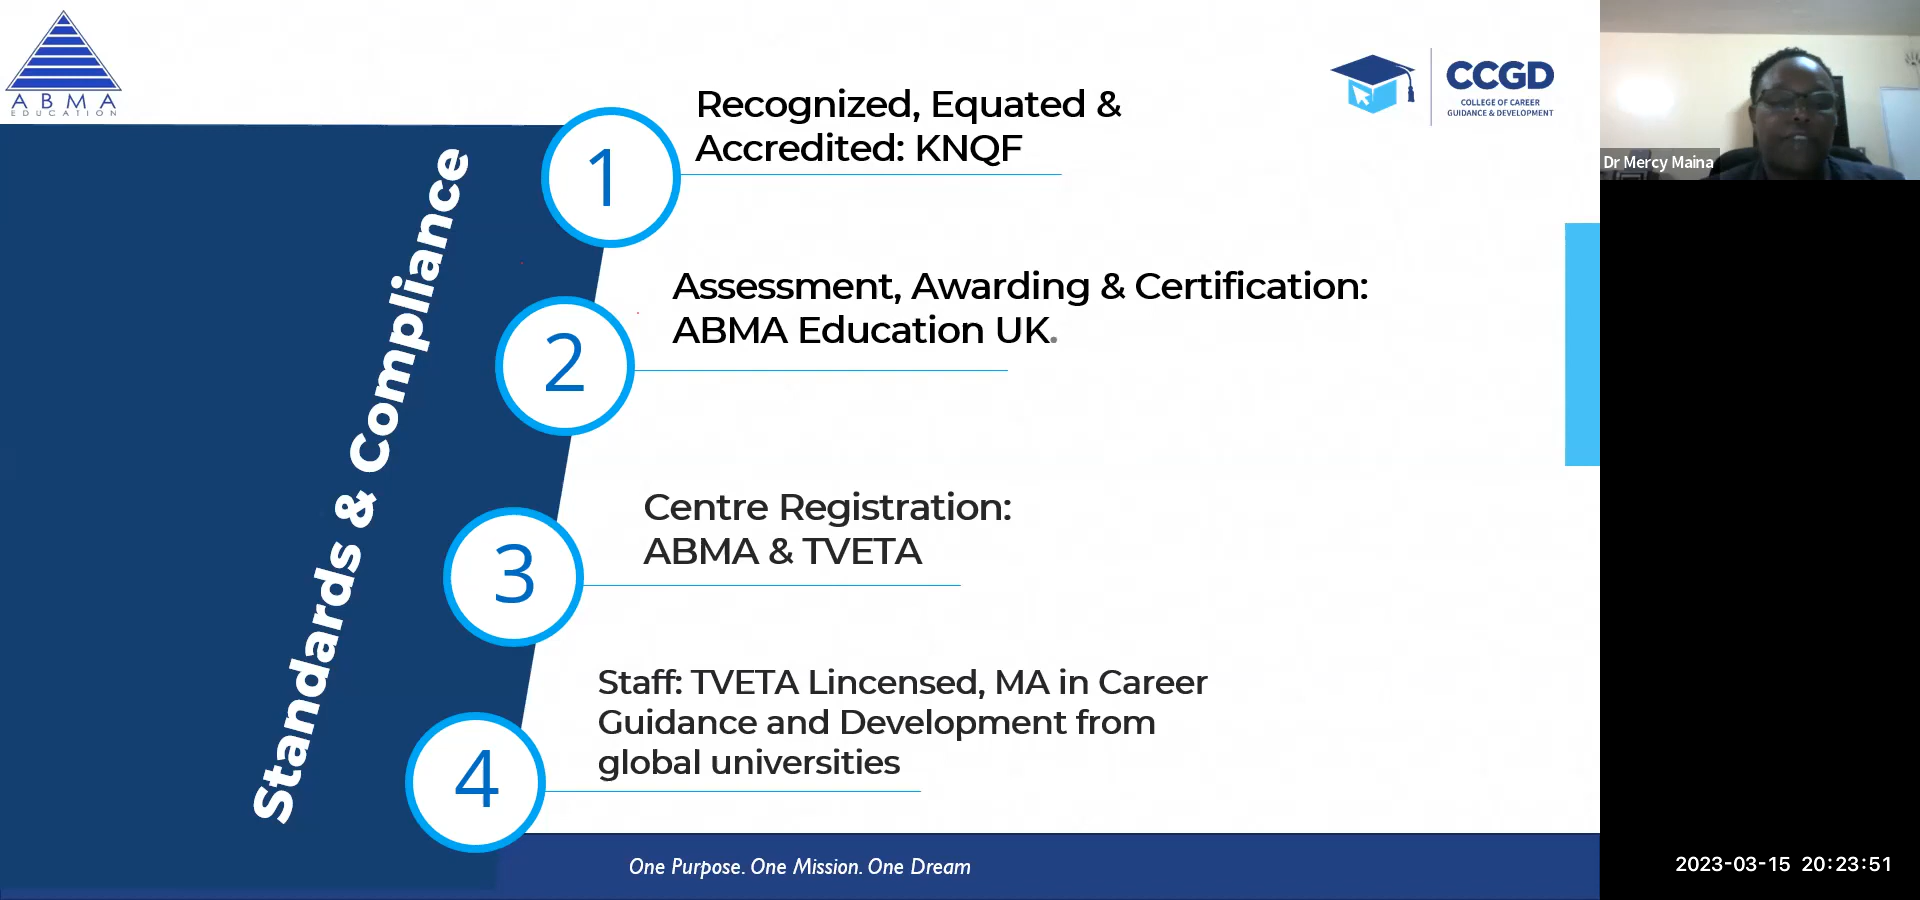 ABMA
EDUCATION
CCGD
COLLEGE OF CAREER
GUIDANCE & DEVELOPMENT
Dr Mercy Maina
Standards & Compliance
1
Recognized, Equated &
Accredited: KNQF
2
Assessment, Awarding & Certification:
ABMA Education UK.
3
Centre Registration:
ABMA & TVETA
4
Staff: TVETA Lincensed, MA in Career
Guidance and Development from
global universities
One Purpose. One Mission. One Dream
2023-03-15 20:23:51